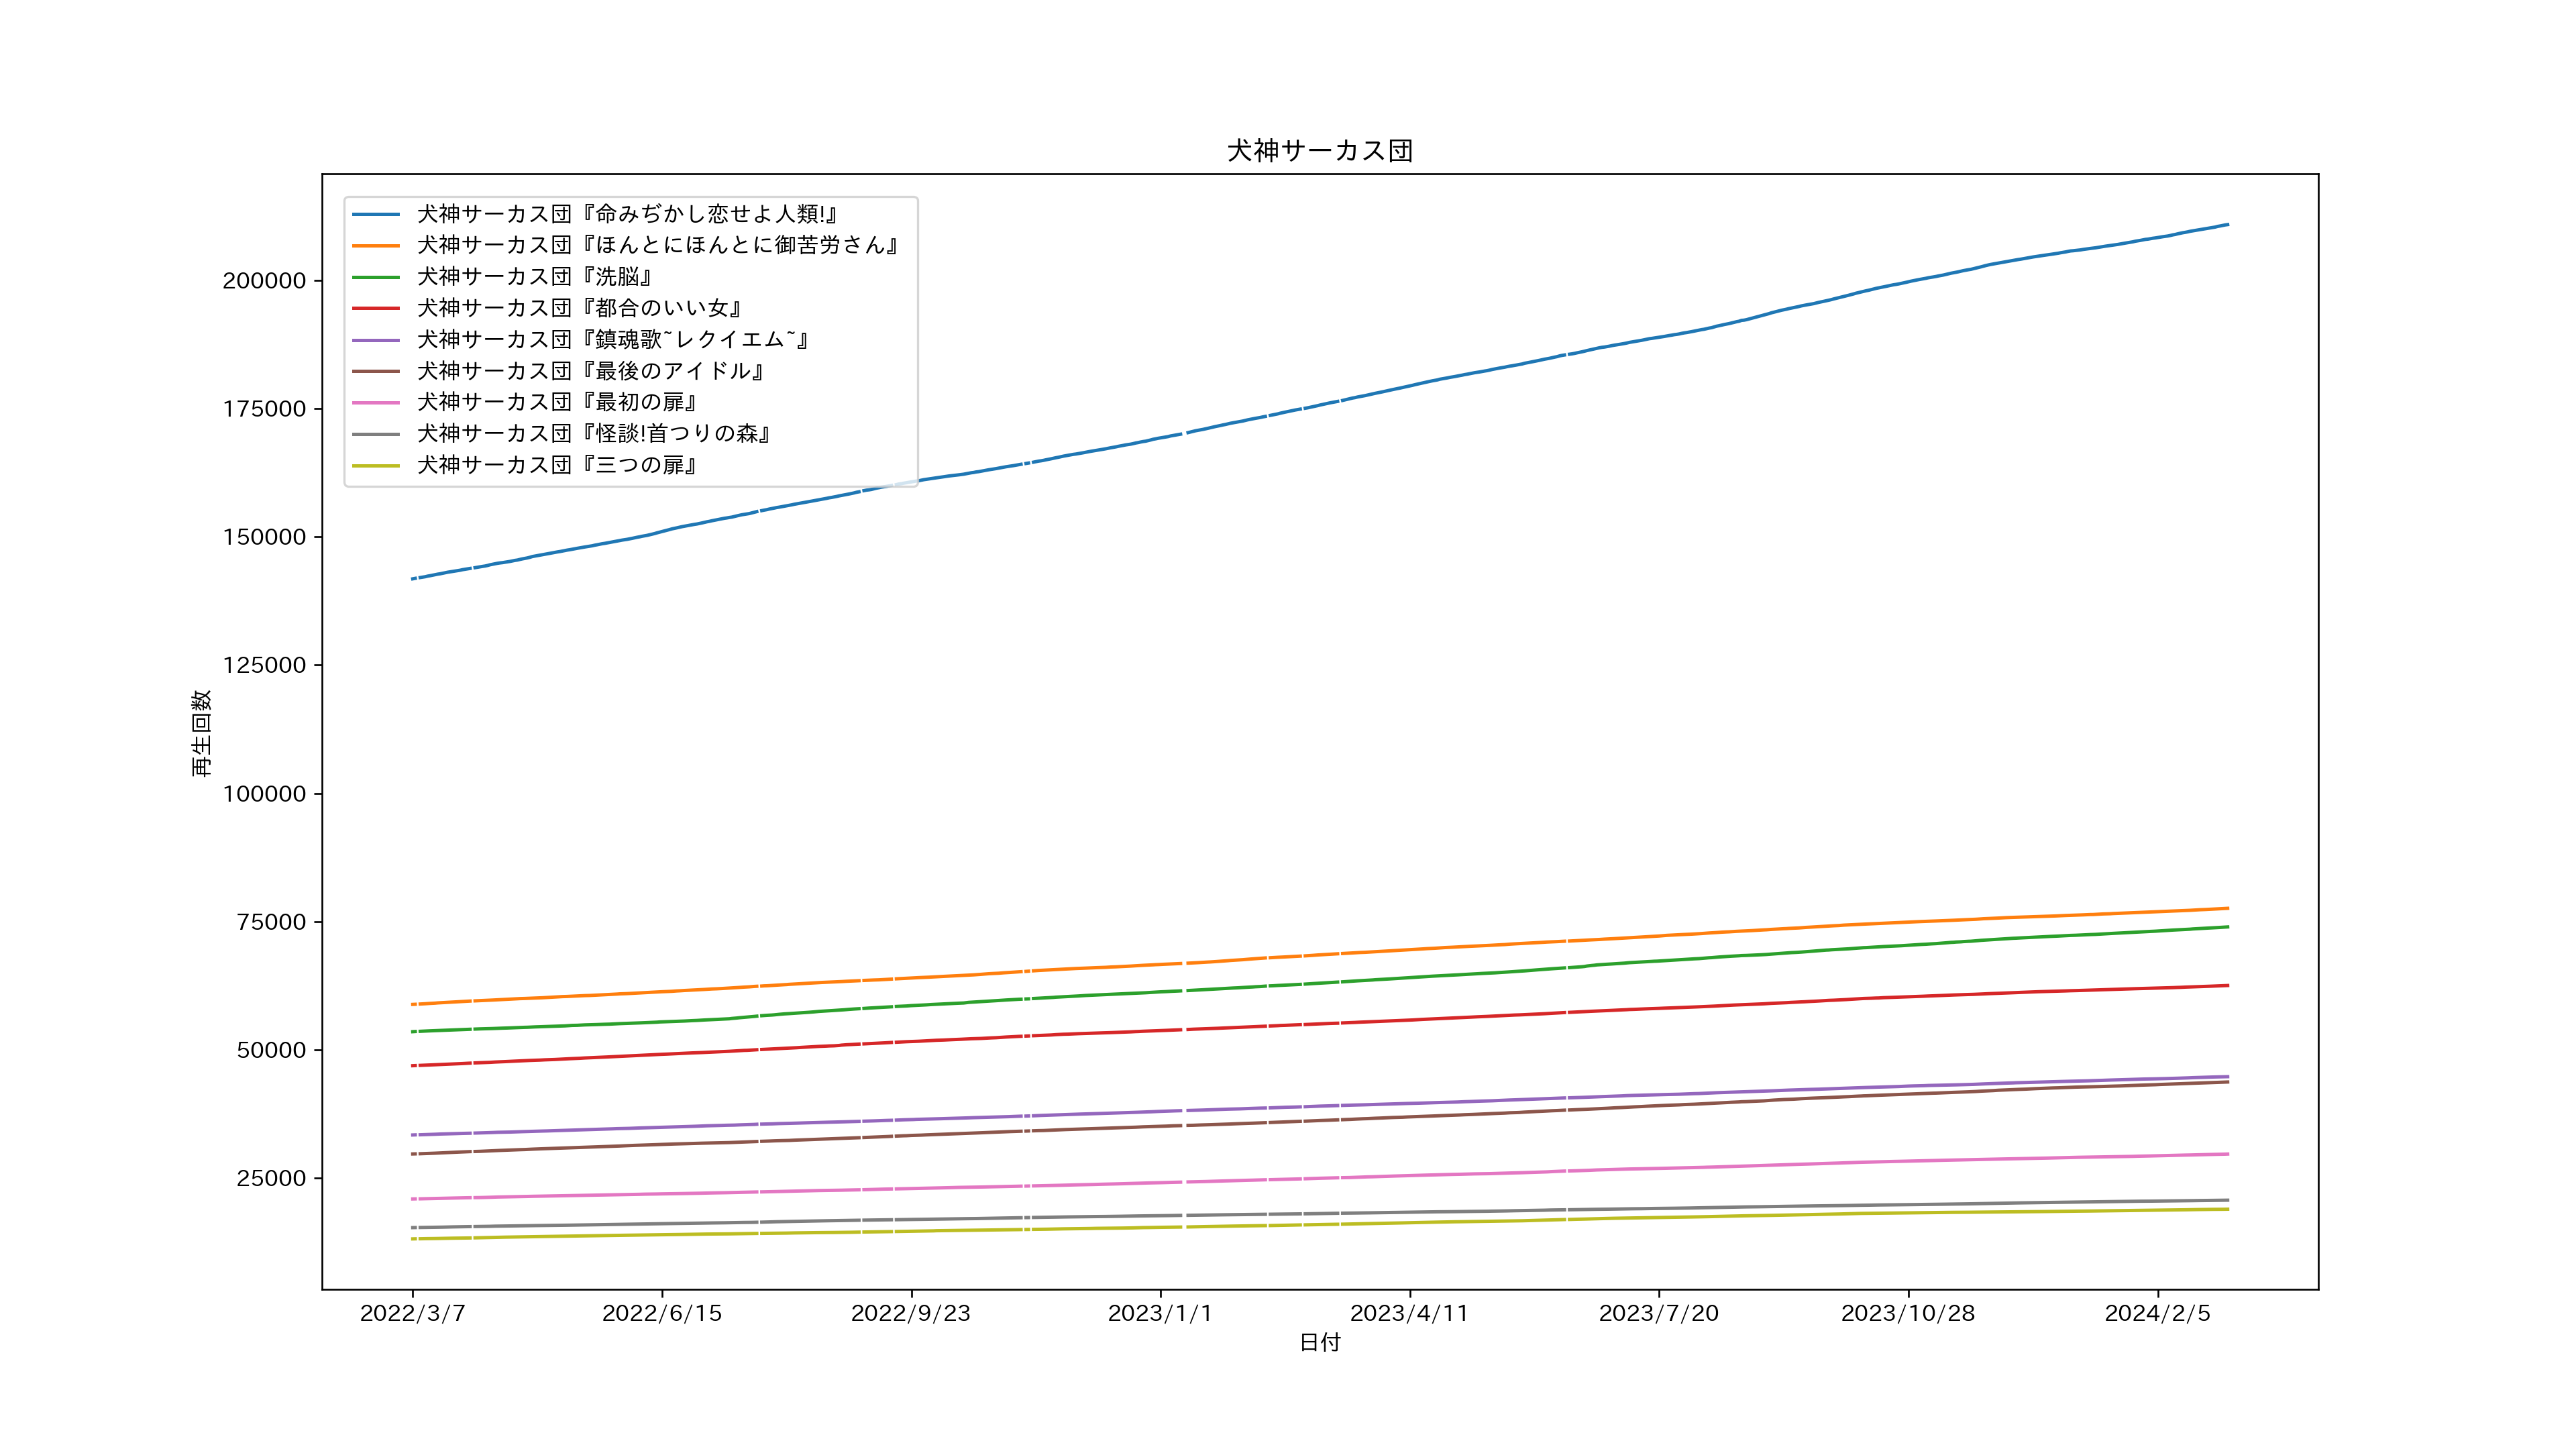 犬神サーカス団
犬神サーカス団『命みぢかし恋せよ人類!』
犬神サーカス団『ほんとにほんとに御苦労さん』
犬神サーカス団『洗脳』
犬神サーカス団『都合のいい女』
犬神サーカス団『鎮魂歌~レクイエム~』
犬神サーカス団『最後のアイドル』
犬神サーカス団『最初の扉』
犬神サーカス団『怪談!首つりの森』
犬神サーカス団『三つの扉』
200000
175000
150000
125000
100000
75000
50000
25000
再生回数
2022/3/7 2022/6/15 2022/9/23 2023/1/1 2023/4/11 2023/7/20 2023/10/28 2024/2/5
日付